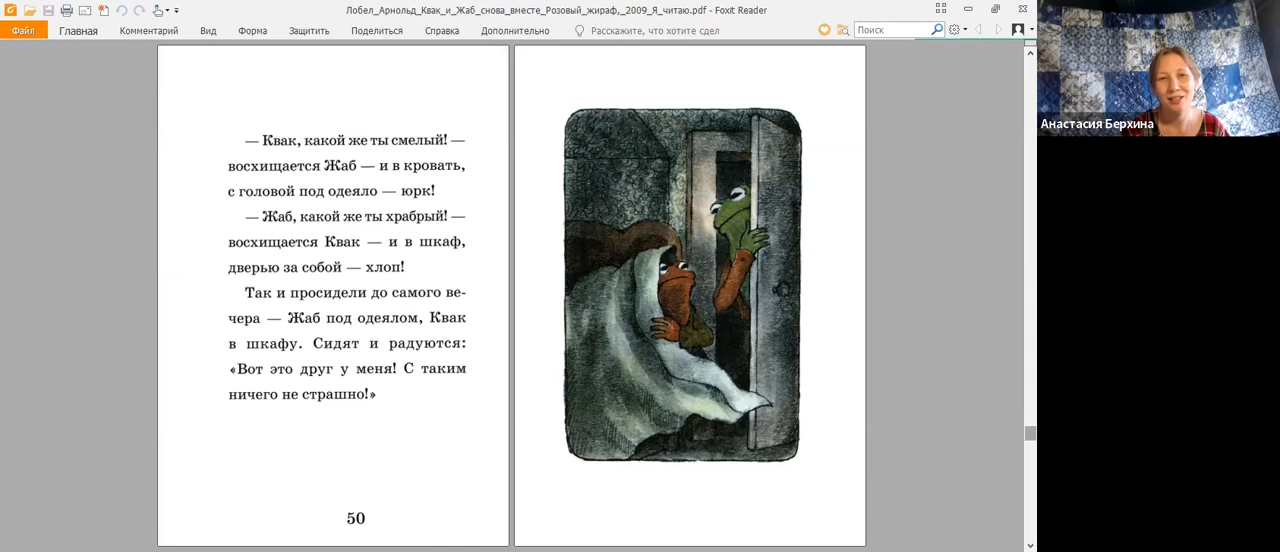 Лобел_Арнольд_Квак_и_Жаб_снова_вместе_Розовый_жираф,_2009_Я_читаю.pdf - Foxit Reader
Файл Главная Комментарий Вид Форма Защитить Поделиться Справка Дополнительно Расскажите, что хотите сдел Поиск
Анастасия Берхина
— Квак, какой же ты смелый! —
восхищается Жаб — и в кровать,
с головой под одеяло — юрк!
— Жаб, какой же ты храбрый! —
восхищается Квак — и в шкаф,
дверью за собой — хлоп!
Так и просидели до самого ве-
чера — Жаб под одеялом, Квак
в шкафу. Сидят и радуются:
«Вот это друг у меня! С таким
ничего не страшно!»
50